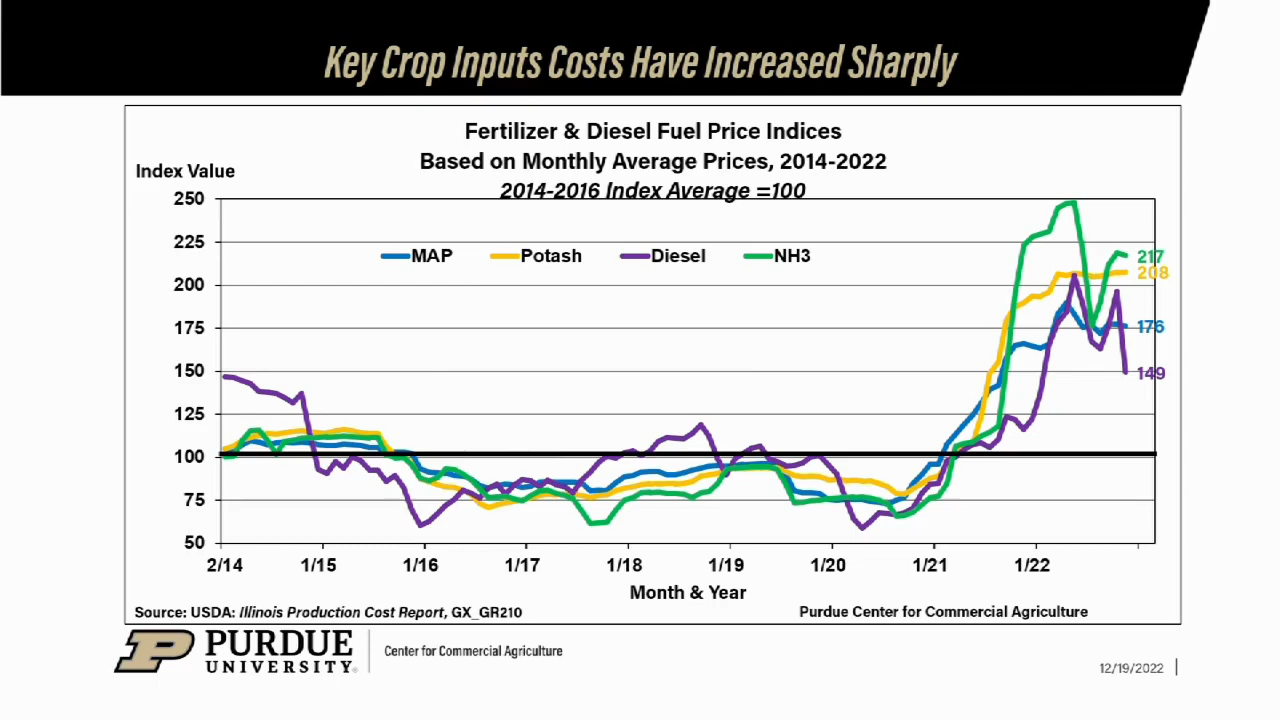 Key Crop Inputs Costs Have Increased Sharply
Fertilizer & Diesel Fuel Price Indices
Based on Monthly Average Prices, 2014-2022
2014-2016 Index Average =100
Index Value
250
225
200
175
150
125
100
75
50
MAP Potash Diesel NH3
217
208
176
149
2/14 1/15 1/16 1/17 1/18 1/19 1/20 1/21 1/22
Month & Year
Source: USDA: Illinois Production Cost Report, GX_GR210
Purdue Center for Commercial Agriculture
PURDUE
UNIVERSITY
Center for Commercial Agriculture
12/19/2022